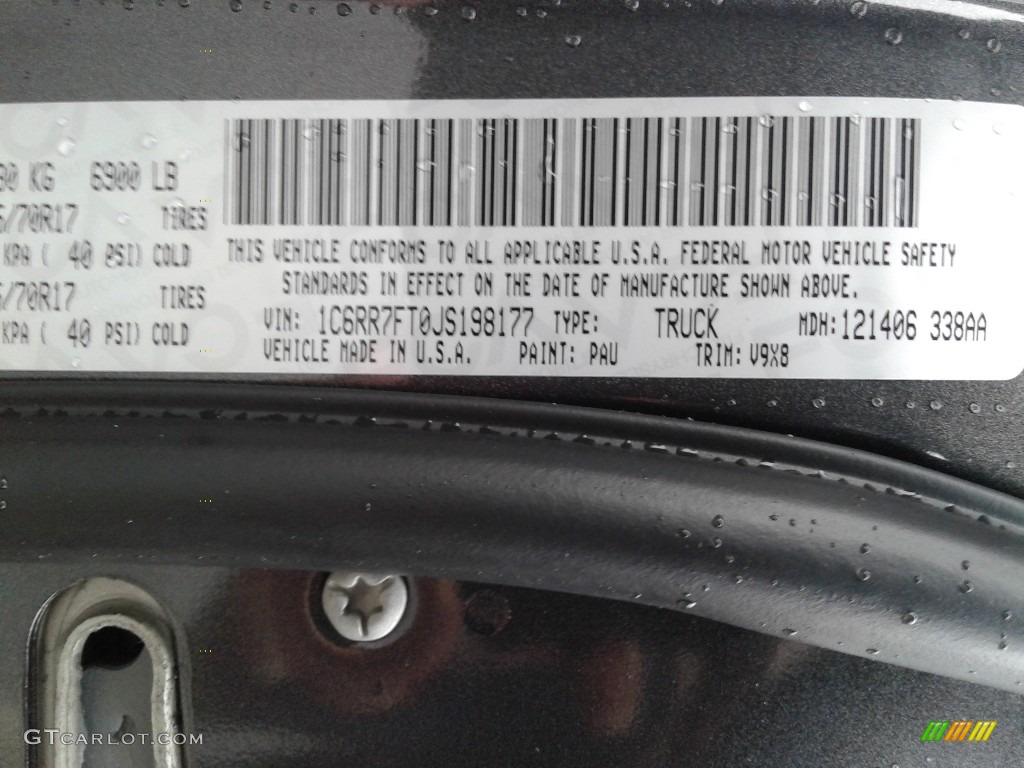 30 KG 6900 LB
/70R17 TIRES
KPA ( 40 PSI) COLD
/70R17 TIRES
KPA ( 40 PSI) COLD
THIS VEHICLE CONFORMS TO ALL APPLICABLE U.S.A. FEDERAL MOTOR VEHICLE SAFETY
STANDARDS IN EFFECT ON THE DATE OF MANUFACTURE SHOWN ABOVE.
VIN: 1C6RR7FT0JS198177 TYPE: TRUCK MDH:121406 338AA
VEHICLE MADE IN U.S.A. PAINT: PAU TRIM: V9X8
GTCARLOT.COM